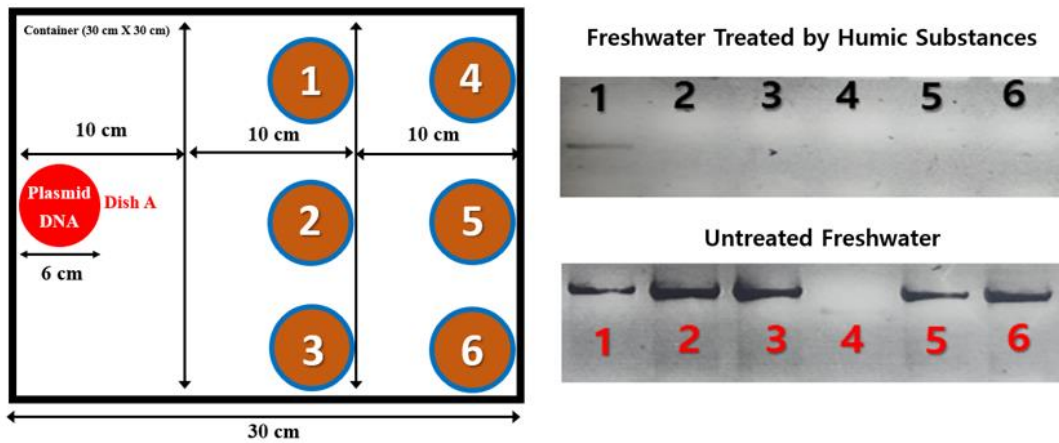 Container (30 cm X 30 cm)
1
4
10 cm
10 cm
10 cm
Plasmid
DNA
Dish A
2
5
6 cm
3
6
30 cm
Freshwater Treated by Humic Substances
1 2 3 4 5 6
Untreated Freshwater
1 2 3 4 5 6